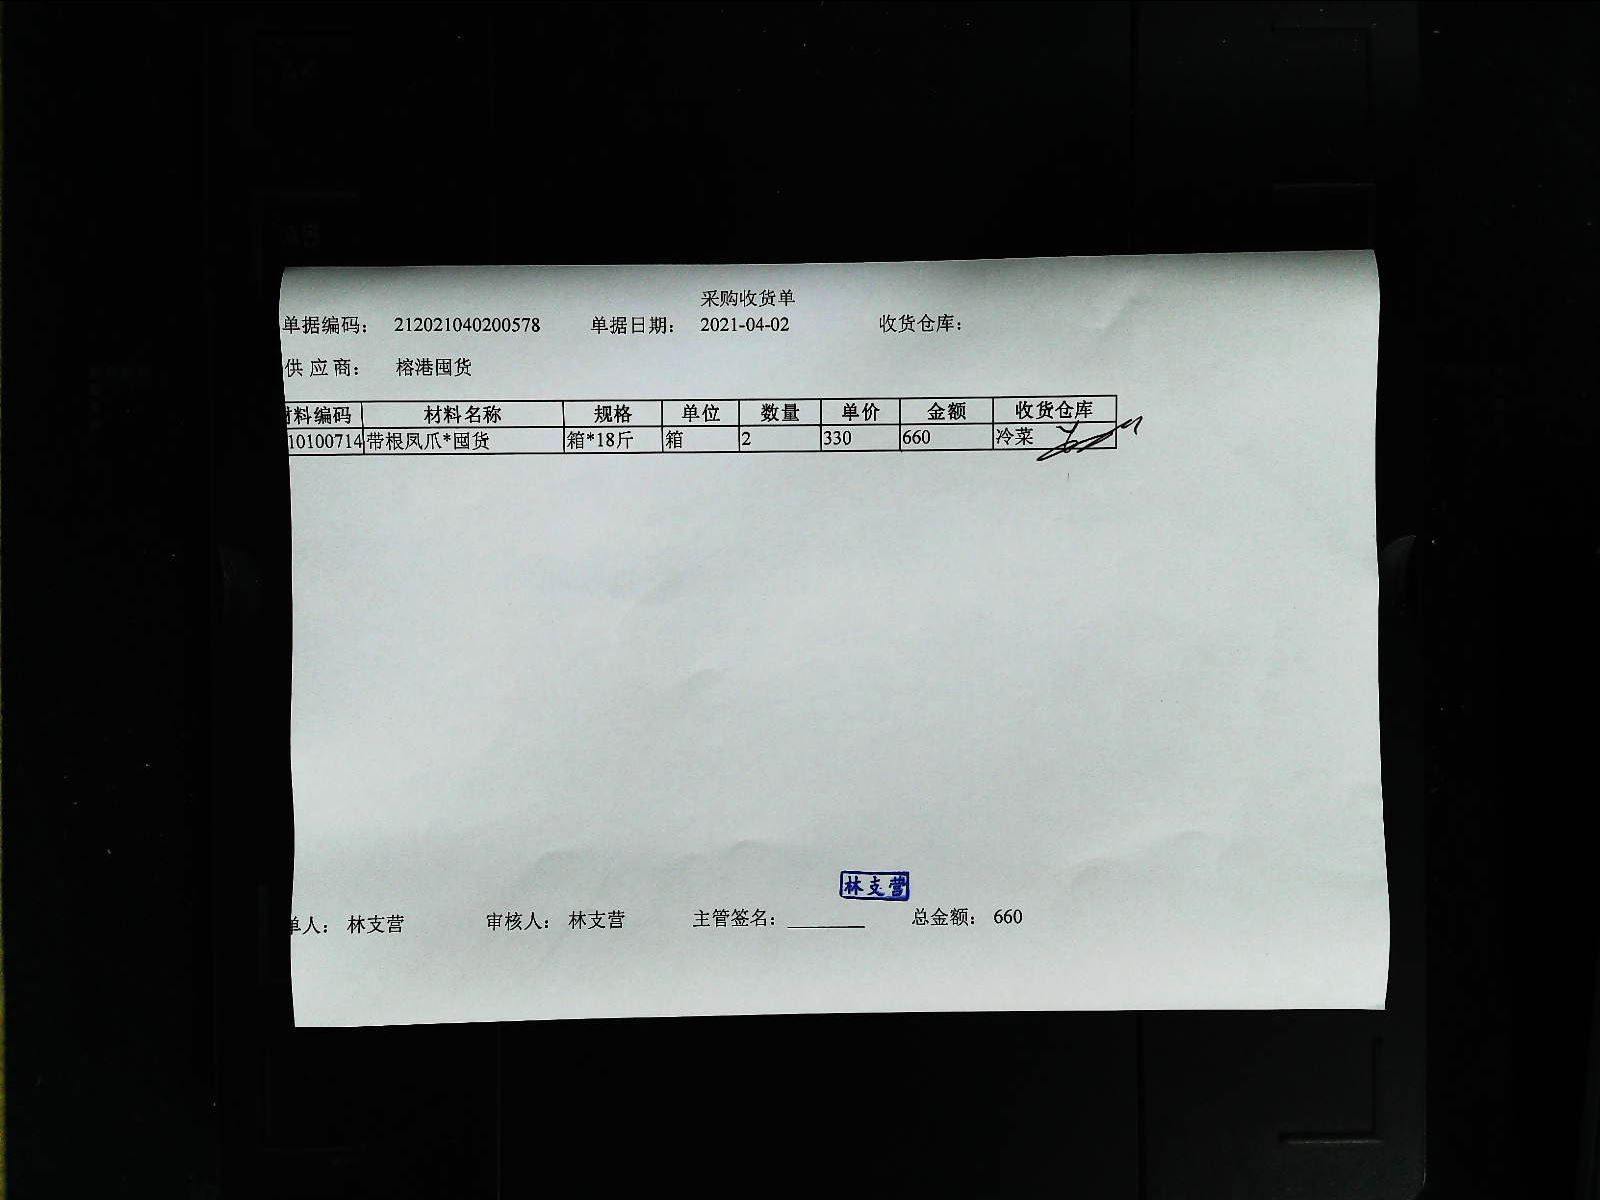 采购收货单
单据编码： 212021040200578 单据日期： 2021-04-02 收货仓库：
供 应 商： 榕港囤货
材料编码 材料名称 规格 单位 数量 单价 金额 收货仓库
10100714 带根凤爪*囤货 箱*18斤 箱 2 330 660 冷菜
林支营
单人： 林支营 审核人： 林支营 主管签名： 总金额： 660